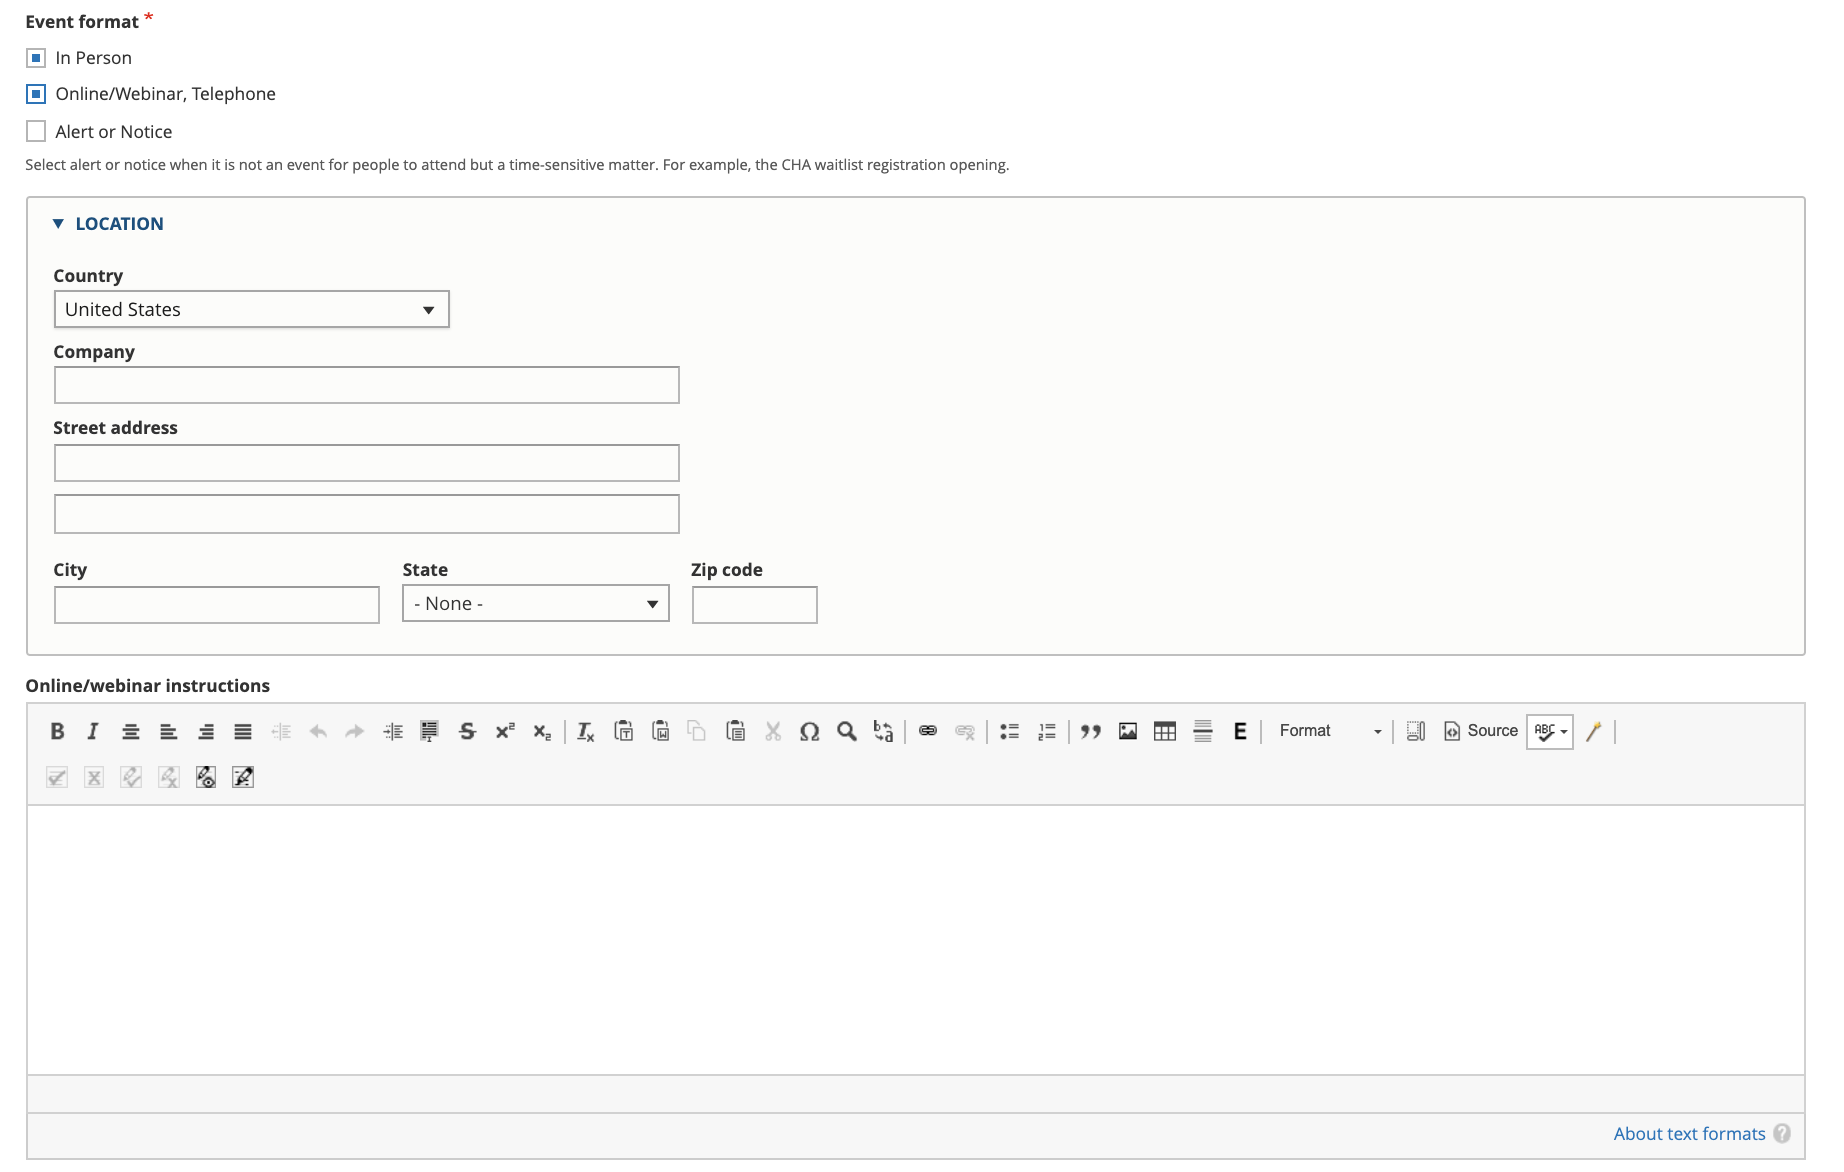 Event format *
In Person
Online/Webinar, Telephone
Alert or Notice
Select alert or notice when it is not an event for people to attend but a time-sensitive matter. For example, the CHA waitlist registration opening.
LOCATION
Country
United States
Company
Street address
City State Zip code
- None -
Online/webinar instructions
Format Source
About text formats ?